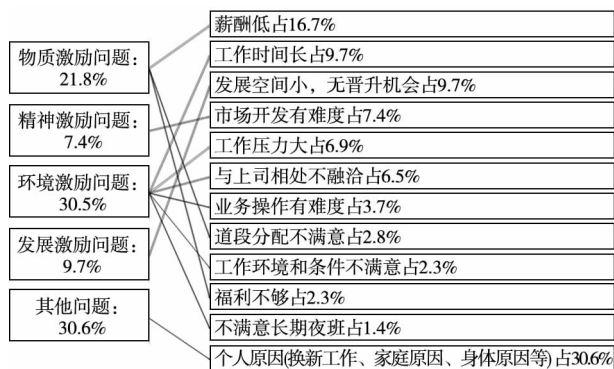 物质激励问题：
21.8%
精神激励问题：
7.4%
环境激励问题：
30.5%
发展激励问题：
9.7%
其他问题：
30.6%
薪酬低占16.7%
工作时间长占9.7%
发展空间小，无晋升机会占9.7%
市场开发有难度占7.4%
工作压力大占6.9%
与上司相处不融洽占6.5%
业务操作有难度占3.7%
道段分配不满意占2.8%
工作环境和条件不满意占2.3%
福利不够占2.3%
不满意长期夜班占1.4%
个人原因(换新工作、家庭原因、身体原因等) 占30.6%